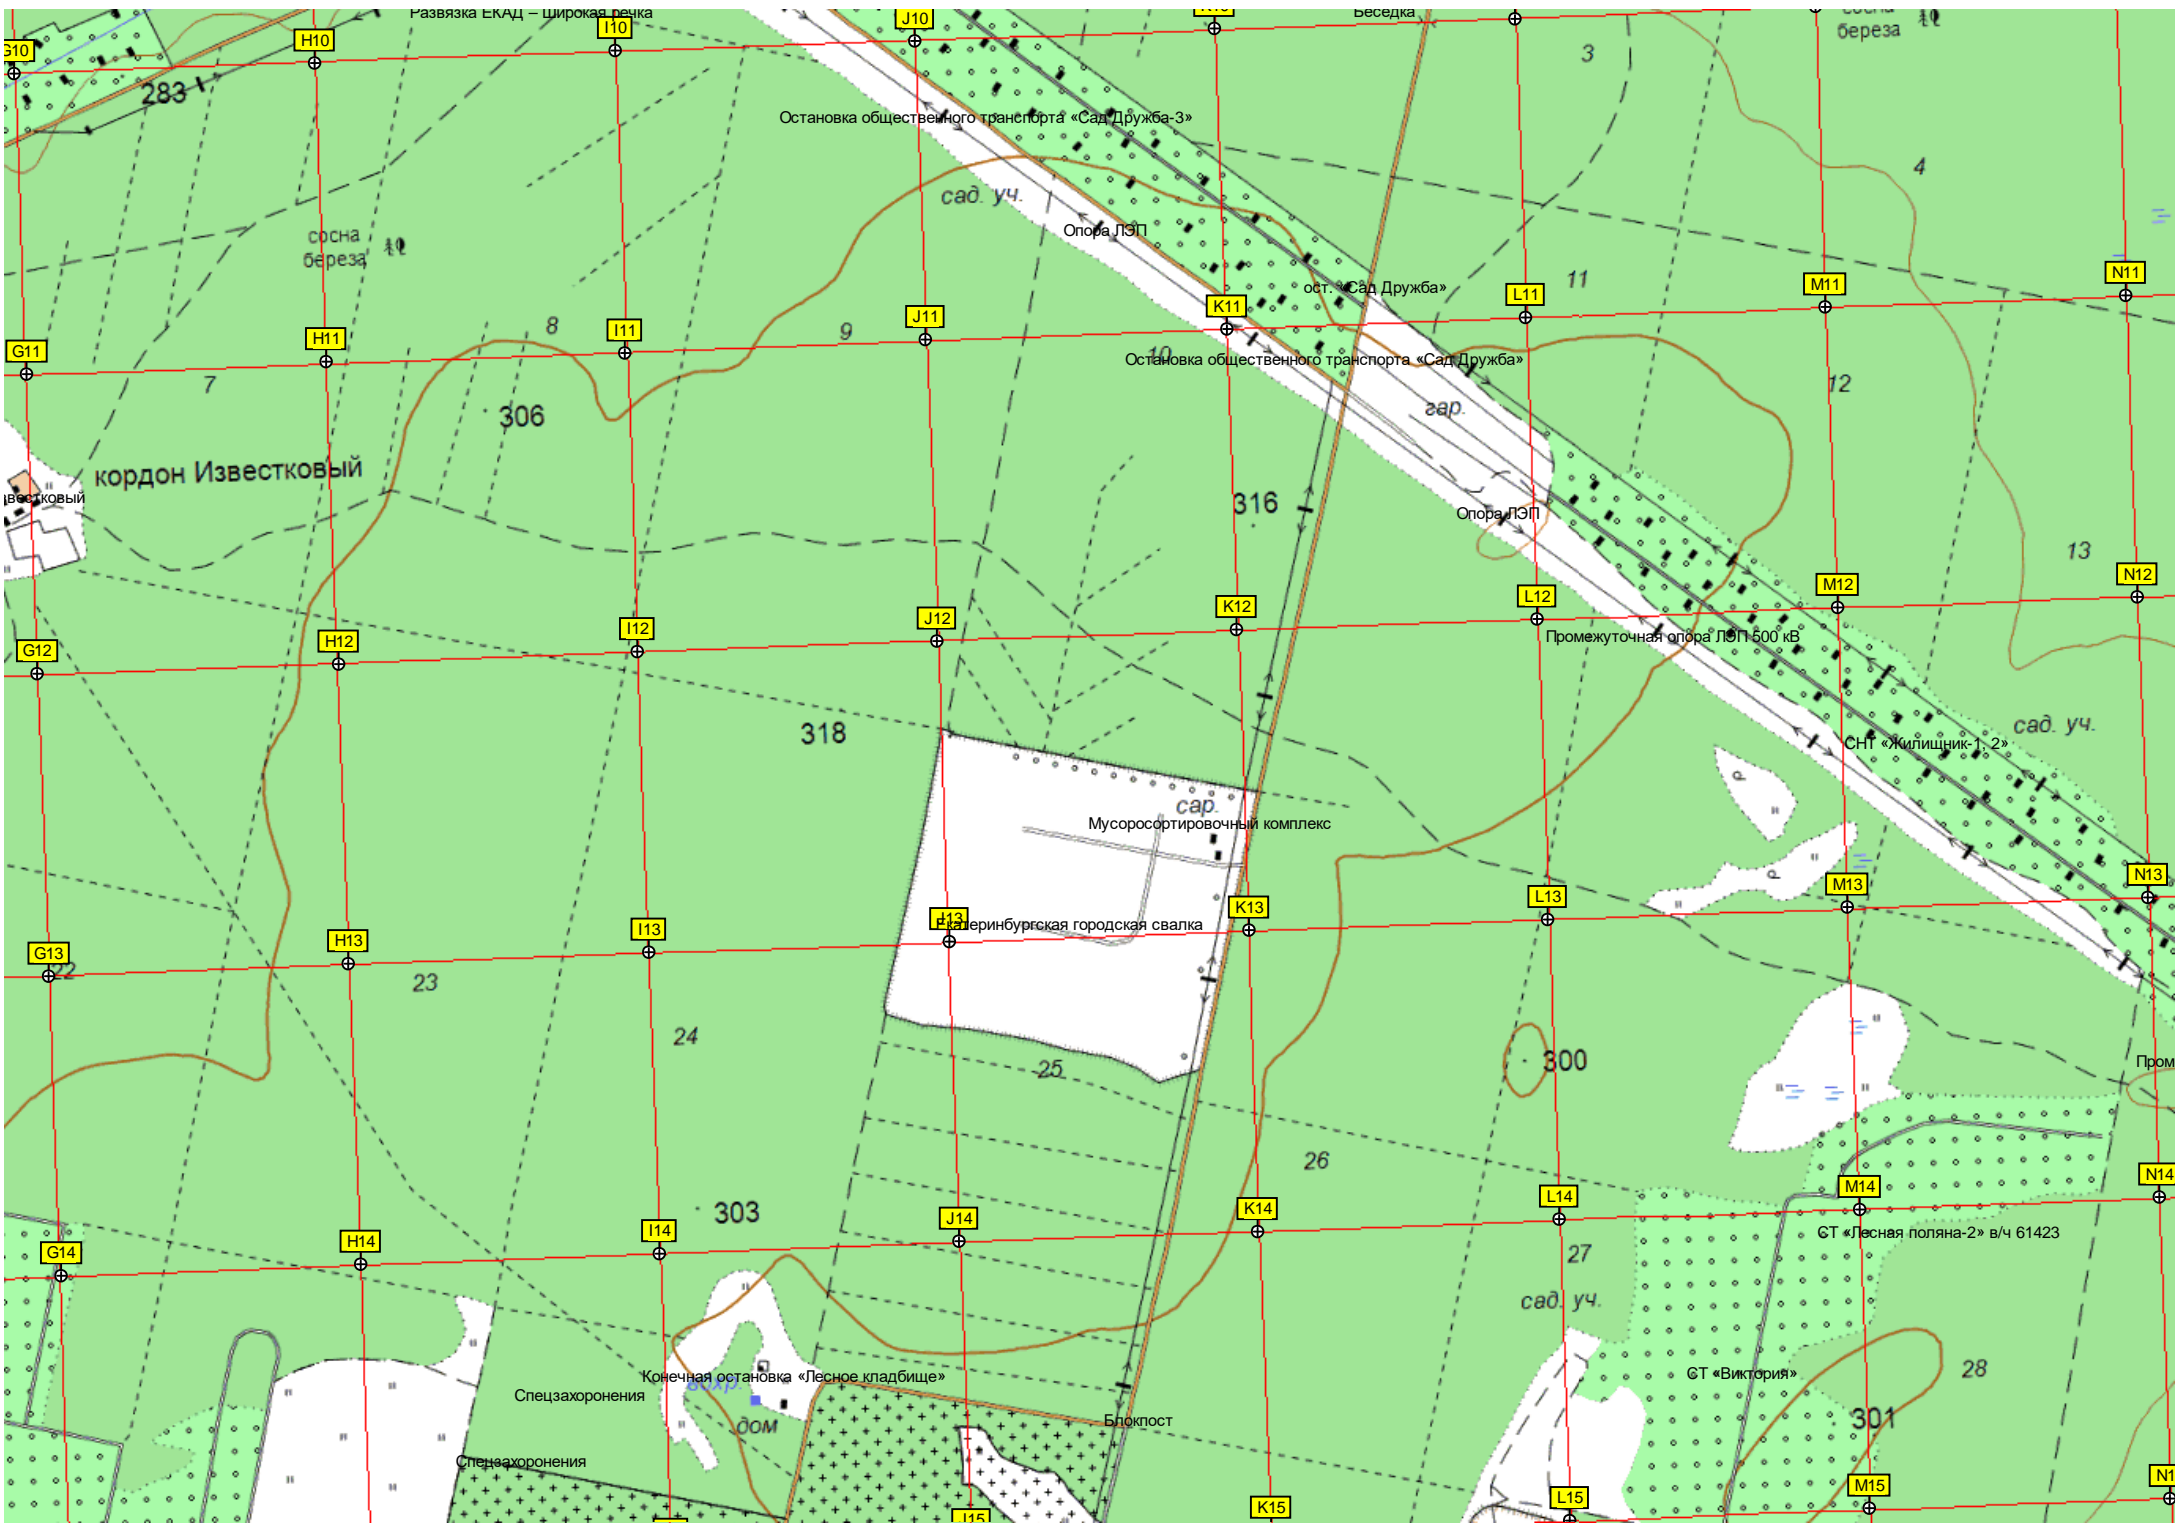 Развязка ЕКАД – Широкая речка
Беседка
сосна
береза
G10
H10
I10
J10
K10
283
3
4
Остановка общественного транспорта «Сад Дружба-3»
сад. уч.
Опора ЛЭП
сосна
береза
ост. «Сад Дружба»
11
G11
H11
I11
J11
K11
L11
M11
N11
7
8
9
10
12
Остановка общественного транспорта «Сад Дружба»
306
гар.
кордон Известковый
316
Опора ЛЭП
13
G12
H12
I12
J12
K12
L12
M12
N12
Промежуточная опора ЛЭП 500 кВ
318
сад. уч.
СНТ «Жилищник-1, 2»
сар.
Мусоросортировочный комплекс
G13
H13
I13
J13
K13
L13
M13
N13
Екатеринбургская городская свалка
22
23
24
25
300
26
303
G14
H14
I14
J14
K14
L14
M14
N14
СТ «Лесная поляна-2» в/ч 61423
27
сад. уч.
28
СТ «Виктория»
Конечная остановка «Лесное кладбище»
Спецзахоронения
дом
Блокпост
301
Спецзахоронения
J15
K15
L15
M15